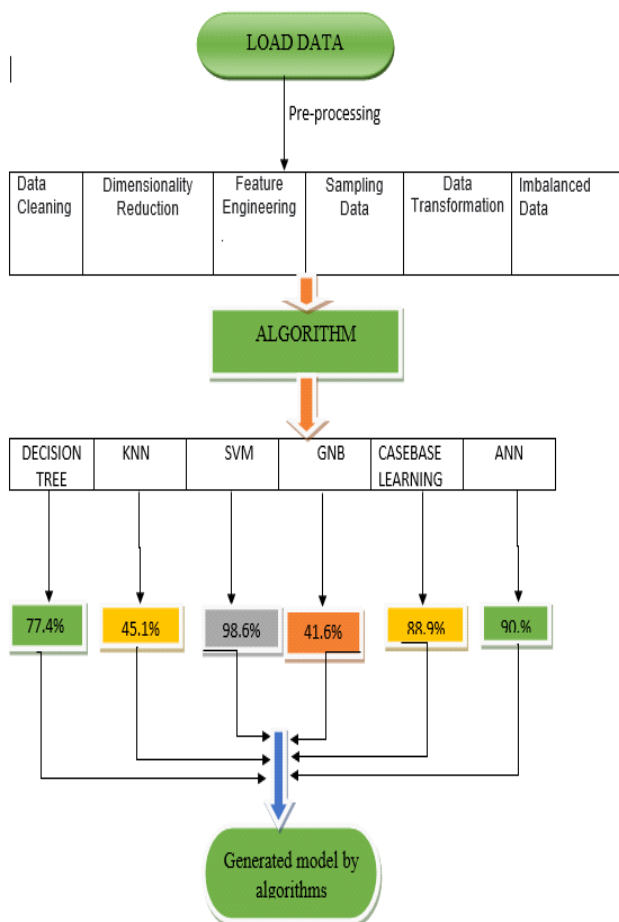 LOAD DATA
Pre-processing
Data
Cleaning
Dimensionality
Reduction
Feature
Engineering
.
Sampling
Data
Data
Transformation
Imbalanced
Data
ALGORITHM
DECISION
TREE
KNN
SVM
GNB
CASEBASE
LEARNING
ANN
77.4%
45.1%
98.6%
41.6%
88.9%
90.%
Generated model by
algorithms